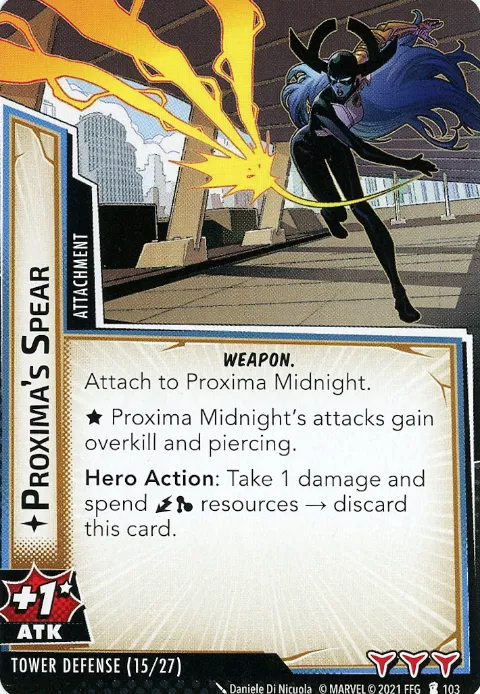 PROXIMA'S SPEAR
ATTACHMENT
WEAPON.
Attach to Proxima Midnight.
★ Proxima Midnight's attacks gain
overkill and piercing.
Hero Action: Take 1 damage and
spend resources → discard
this card.
+1★
ATK
TOWER DEFENSE (15/27)
Daniele Di Nicuola © MARVEL © 2021 FFG 103